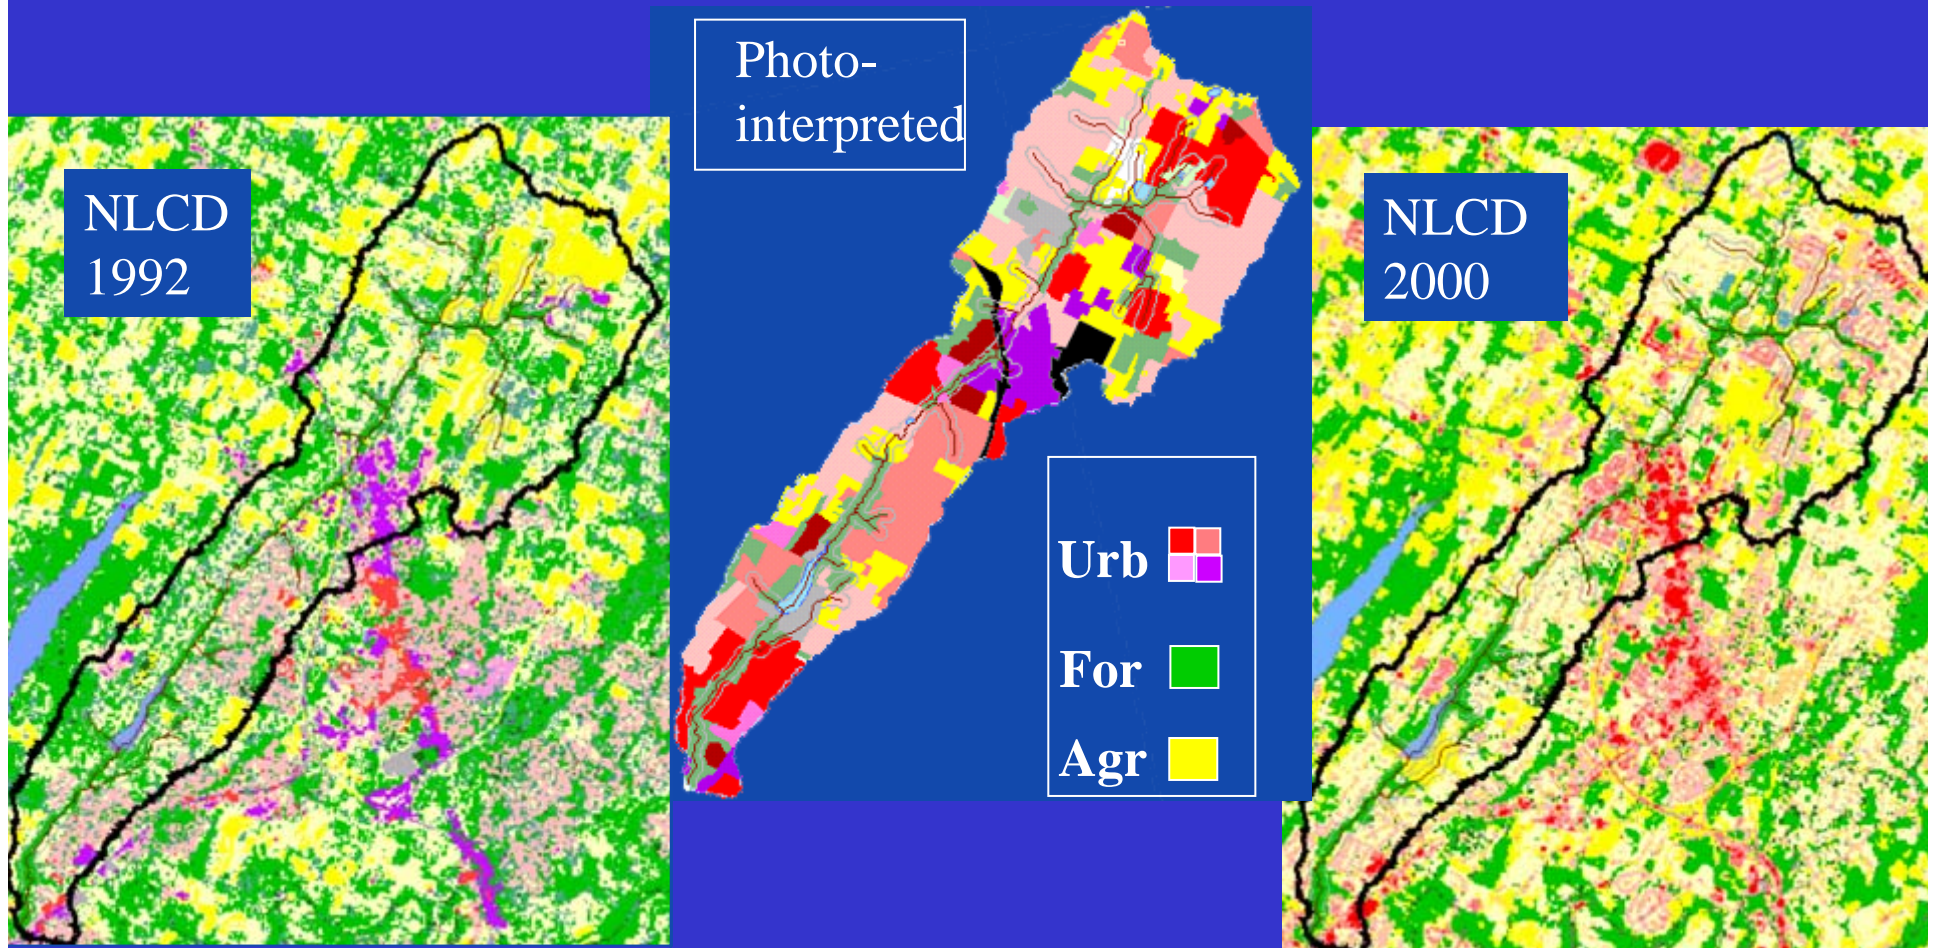 NLCD
1992
Photo-
interpreted
Urb
For
Agr
NLCD
2000